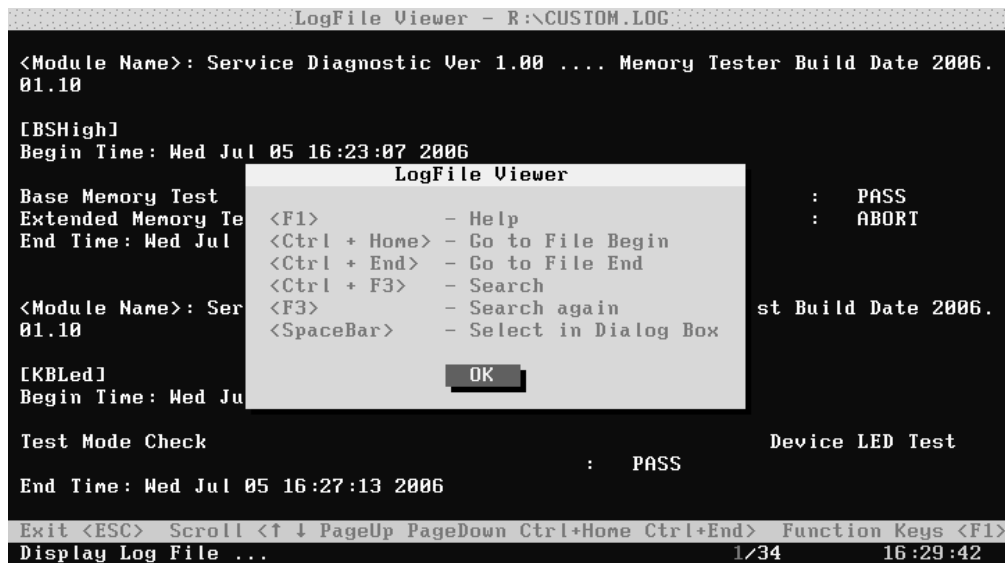 LogFile Viewer - R:\CUSTOM.LOG
<Module Name>: Service Diagnostic Ver 1.00 .... Memory Tester Build Date 2006.
01.10
[BSHigh]
Begin Time: Wed Jul 05 16:23:07 2006
Base Memory Test : PASS
Extended Memory Te : ABORT
End Time: Wed Jul
<Module Name>: Ser st Build Date 2006.
01.10
[KBLed]
Begin Time: Wed Ju
LogFile Viewer
<F1> - Help
<Ctrl + Home> - Go to File Begin
<Ctrl + End> - Go to File End
<Ctrl + F3> - Search
<F3> - Search again
<SpaceBar> - Select in Dialog Box
OK
Test Mode Check Device LED Test
: PASS
End Time: Wed Jul 05 16:27:13 2006
Exit <ESC> Scroll <↑ ↓ PageUp PageDown Ctrl+Home Ctrl+End> Function Keys <F1>
Display Log File ... 1/34 16:29:42